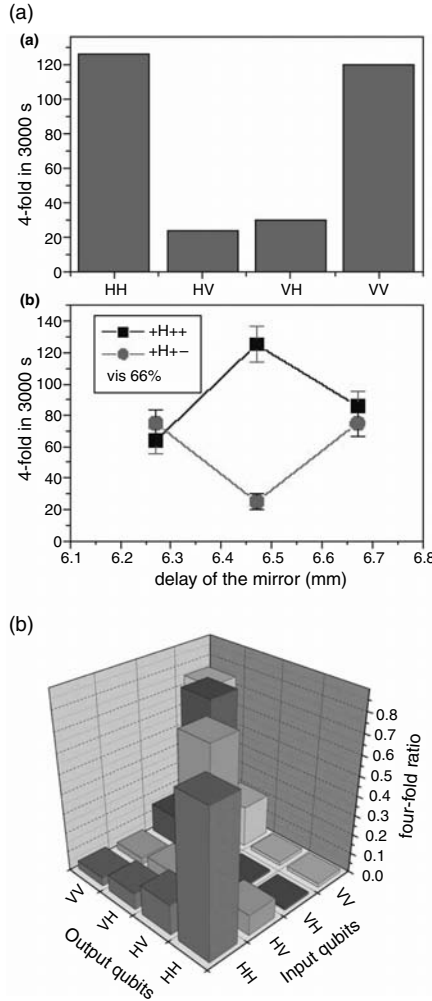 (a)
(a)
4-fold in 3000 s
120
100
80
60
40
20
0
HH HV VH VV
(b)
4-fold in 3000 s
140
120
100
80
60
40
20
0
+H++
+H+−
vis 66%
6.1 6.2 6.3 6.4 6.5 6.6 6.7 6.8
delay of the mirror (mm)
(b)
0.8
0.7
0.6
0.5
0.4
0.3
0.2
0.1
0.0
four-fold ratio
VV
VH
HV
HH
Output qubits
HH
HV
VH
VV
Input qubits